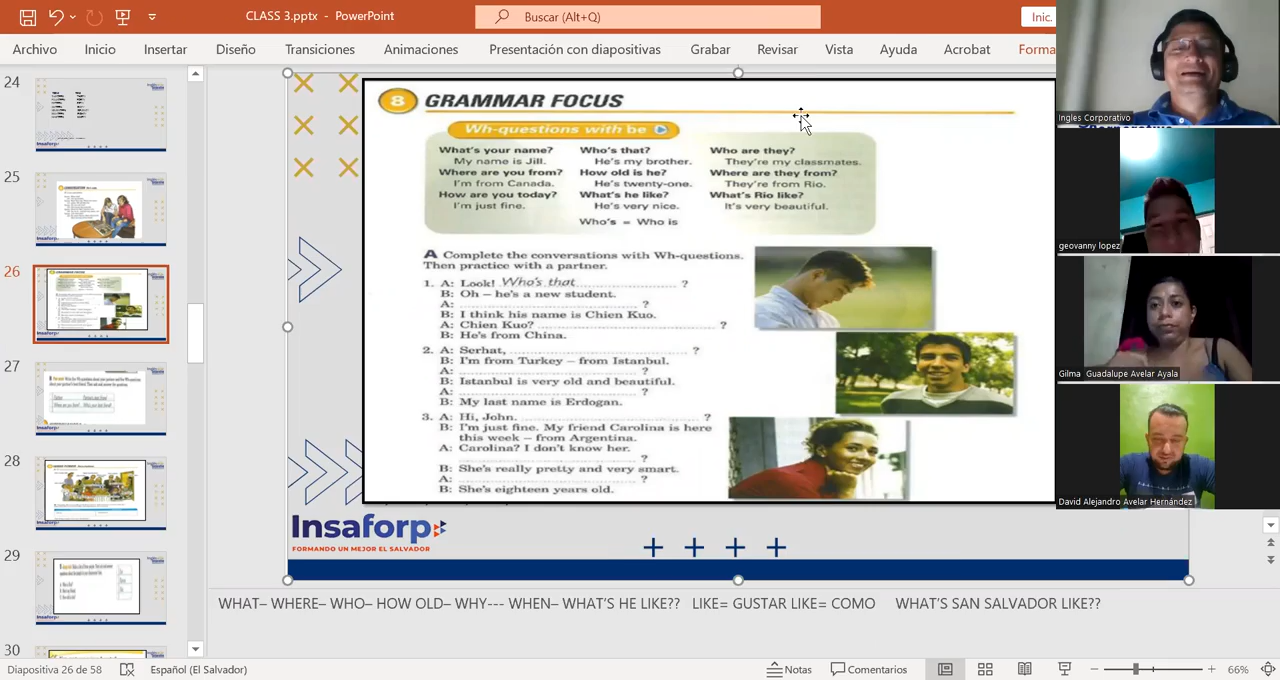 CLASS 3.pptx - PowerPoint
Buscar (Alt+Q)
Inic.
Archivo Inicio Insertar Diseño Transiciones Animaciones Presentación con diapositivas Grabar Revisar Vista Ayuda Acrobat Forma
24
25
26
27
28
29
30
8 GRAMMAR FOCUS
Wh-questions with be
What's your name? Who's that? Who are they?
My name is Jill. He's my brother. They're my classmates.
Where are you from? How old is he? Where are they from?
I'm from Canada. He's twenty-one. They're from Rio.
How are you today? What's he like? What's Rio like?
I'm just fine. He's very nice. It's very beautiful.
Who's = Who is
A Complete the conversations with Wh-questions.
Then practice with a partner.
1. A: Look! Who's that ?
B: Oh – he's a new student.
A: ?
B: I think his name is Chien Kuo.
A: Chien Kuo? ?
B: He's from China.
2. A: Serhat, ?
B: I'm from Turkey – from Istanbul.
A: ?
B: Istanbul is very old and beautiful.
A: ?
B: My last name is Erdogan.
3. A: Hi, John. ?
B: I'm just fine. My friend Carolina is here
this week – from Argentina.
A: Carolina? I don't know her.
?
B: She's really pretty and very smart.
A: ?
B: She's eighteen years old.
Insaforp
FORMANDO UN MEJOR EL SALVADOR
WHAT– WHERE– WHO– HOW OLD– WHY--- WHEN– WHAT'S HE LIKE?? LIKE= GUSTAR LIKE= COMO WHAT'S SAN SALVADOR LIKE??
Diapositiva 26 de 58 Español (El Salvador) Notas Comentarios 66%
Ingles Corporativo
geovanny lopez
Gilma Guadalupe Avelar Ayala
David Alejandro Avelar Hernández